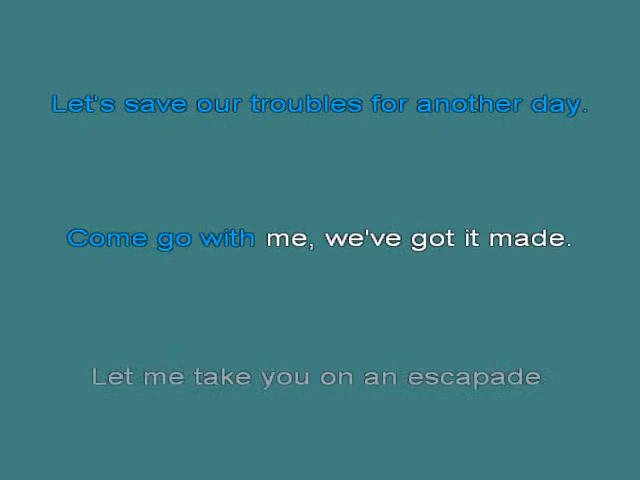 Let's save our troubles for another day.
Come go with me, we've got it made.
Let me take you on an escapade